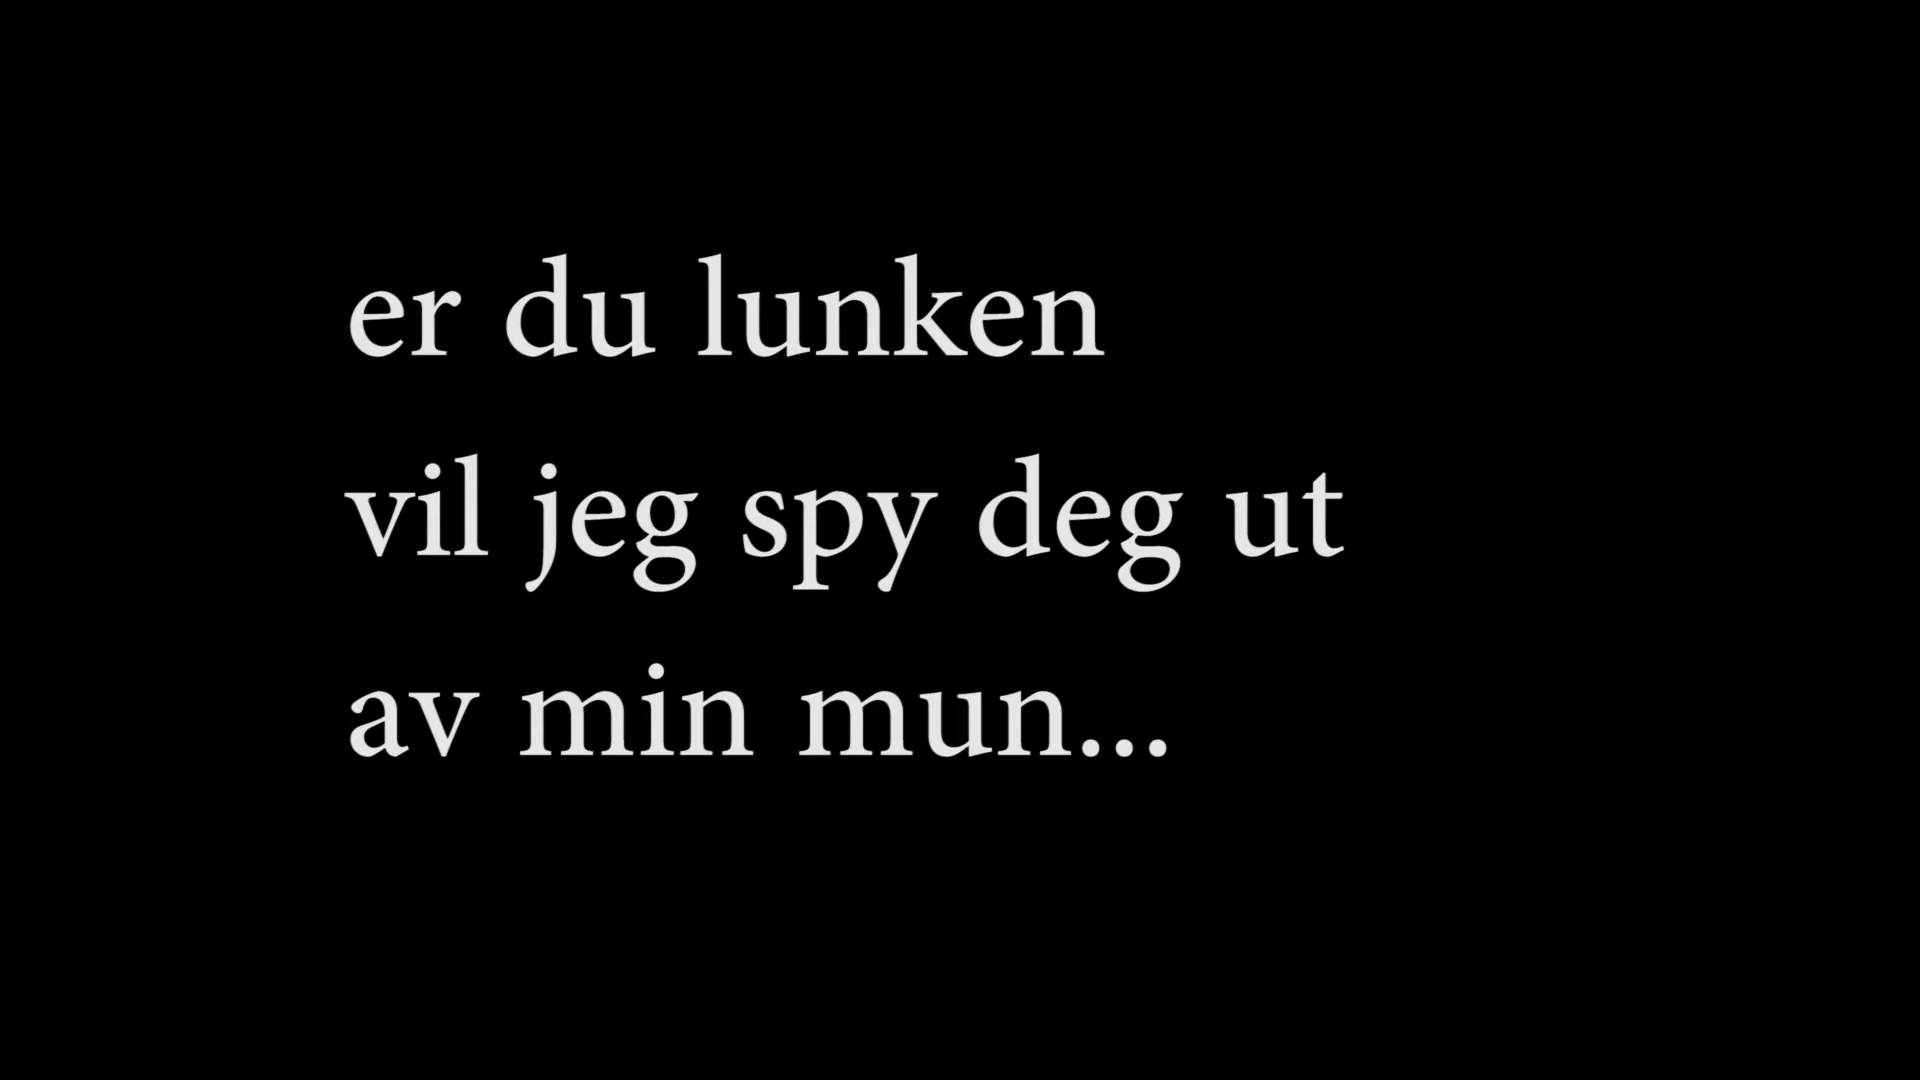 er du lunken
vil jeg spy deg ut
av min mun...